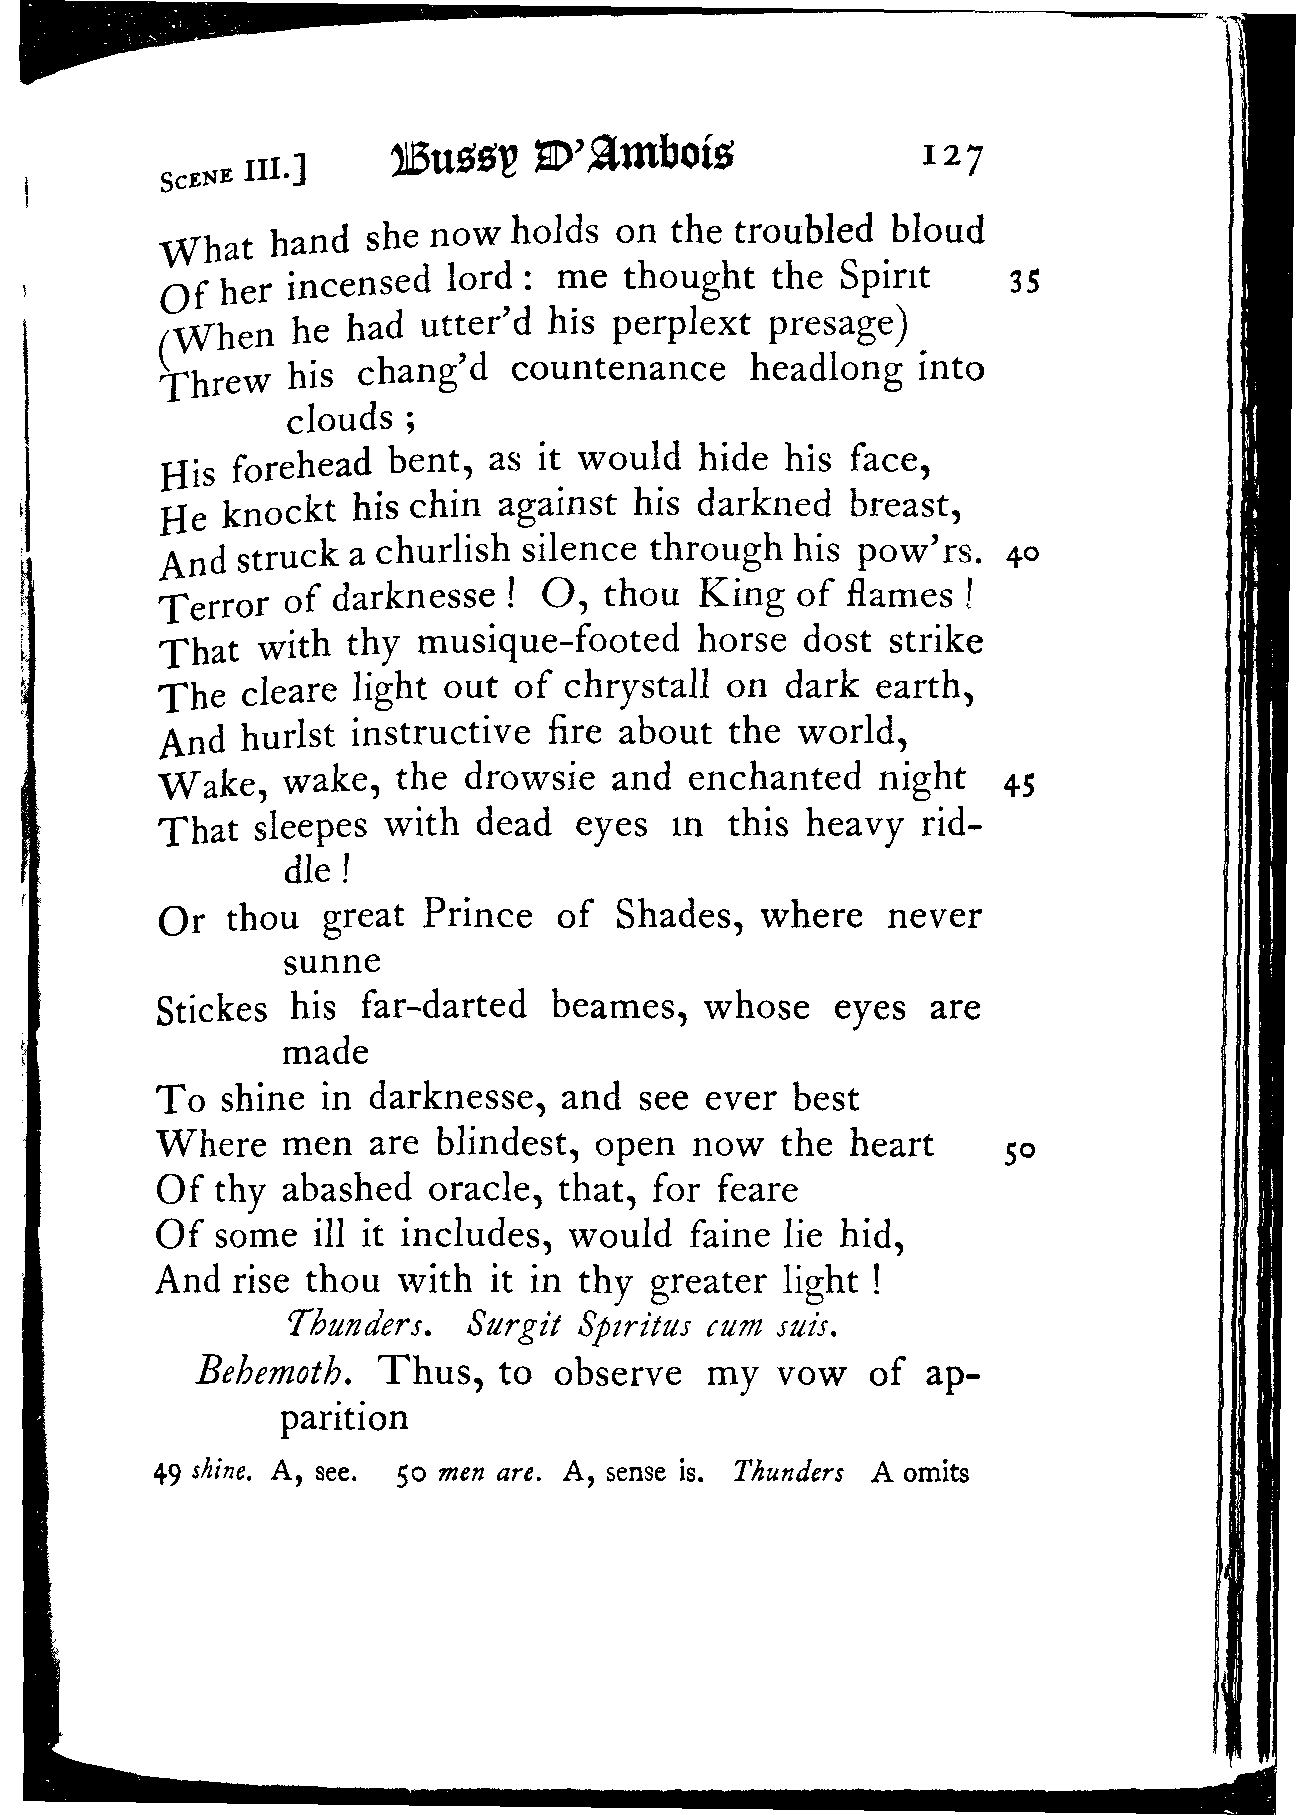 SCENE III.] Bussy D'Ambois 127
What hand she now holds on the troubled bloud
Of her incensed lord: me thought the Spirit 35
(When he had utter'd his perplext presage)
Threw his chang'd countenance headlong into
clouds;
His forehead bent, as it would hide his face,
He knockt his chin against his darkned breast,
And struck a churlish silence through his pow'rs. 40
Terror of darknesse! O, thou King of flames!
That with thy musique-footed horse dost strike
The cleare light out of chrystall on dark earth,
And hurlst instructive fire about the world,
Wake, wake, the drowsie and enchanted night 45
That sleepes with dead eyes in this heavy rid-
dle!
Or thou great Prince of Shades, where never
sunne
Stickes his far-darted beames, whose eyes are
made
To shine in darknesse, and see ever best
Where men are blindest, open now the heart 50
Of thy abashed oracle, that, for feare
Of some ill it includes, would faine lie hid,
And rise thou with it in thy greater light!
Thunders. Surgit Spiritus cum suis.
Behemoth. Thus, to observe my vow of ap-
parition
49 shine. A, see. 50 men are. A, sense is. Thunders A omits